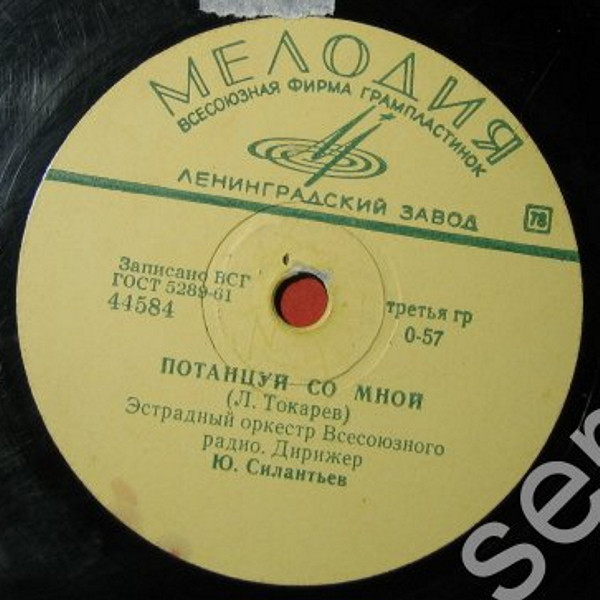 МЕЛОДИЯ
ВСЕСОЮЗНАЯ ФИРМА ГРАМПЛАСТИНОК
ЛЕНИНГРАДСКИЙ ЗАВОД
78
Записано ВСГ
ГОСТ 5289-61
44584
третья гр
0-57
ПОТАНЦУЙ СО МНОЙ
(Л. Токарев)
Эстрадный оркестр Всесоюзного
радио. Дирижер
Ю. Силантьев